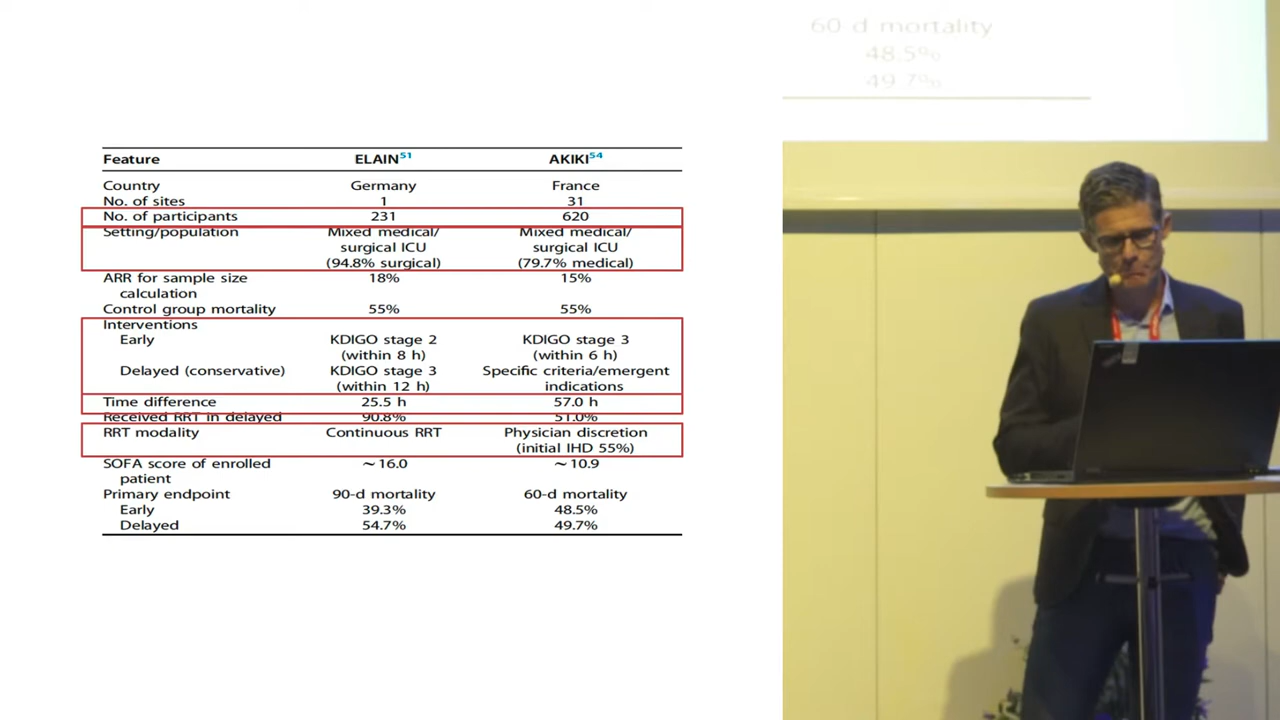 60-d mortality
48.5%
49.7%
Feature ELAIN51 AKIKI54
Country Germany France
No. of sites 1 31
No. of participants 231 620
Setting/population Mixed medical/ Mixed medical/
surgical ICU surgical ICU
(94.8% surgical) (79.7% medical)
ARR for sample size 18% 15%
calculation
Control group mortality 55% 55%
Interventions
Early KDIGO stage 2 KDIGO stage 3
(within 8 h) (within 6 h)
Delayed (conservative) KDIGO stage 3 Specific criteria/emergent
(within 12 h) indications
Time difference 25.5 h 57.0 h
Received RRT in delayed 90.8% 51.0%
RRT modality Continuous RRT Physician discretion
(initial IHD 55%)
SOFA score of enrolled ~16.0 ~10.9
patient
Primary endpoint 90-d mortality 60-d mortality
Early 39.3% 48.5%
Delayed 54.7% 49.7%